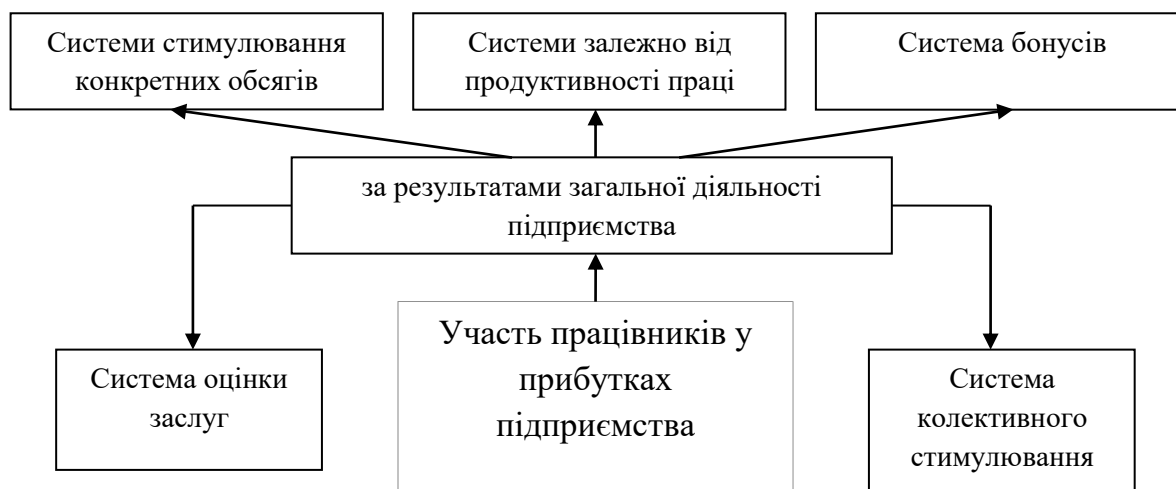 Системи стимулювання
конкретних обсягів
Системи залежно від
продуктивності праці
Система бонусів
за результатами загальної діяльності
підприємства
Участь працівників у
прибутках
підприємства
Система оцінки
заслуг
Система
колективного
стимулювання